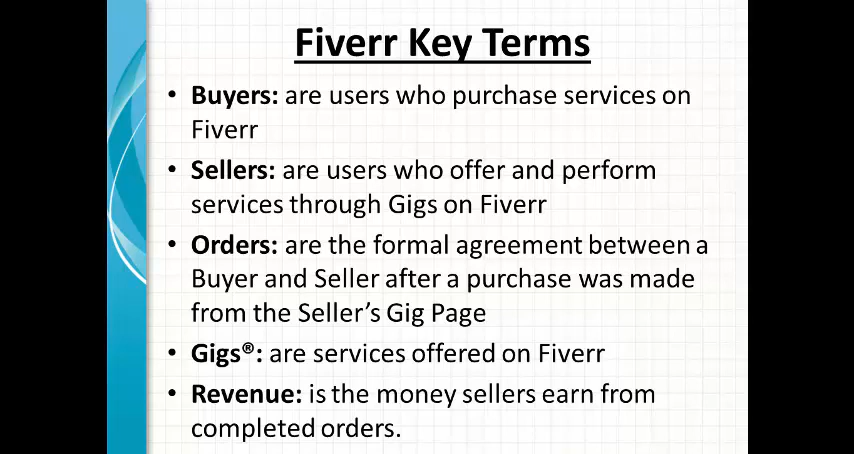 Fiverr Key Terms
• Buyers: are users who purchase services on
Fiverr
• Sellers: are users who offer and perform
services through Gigs on Fiverr
• Orders: are the formal agreement between a
Buyer and Seller after a purchase was made
from the Seller’s Gig Page
• Gigs®: are services offered on Fiverr
• Revenue: is the money sellers earn from
completed orders.